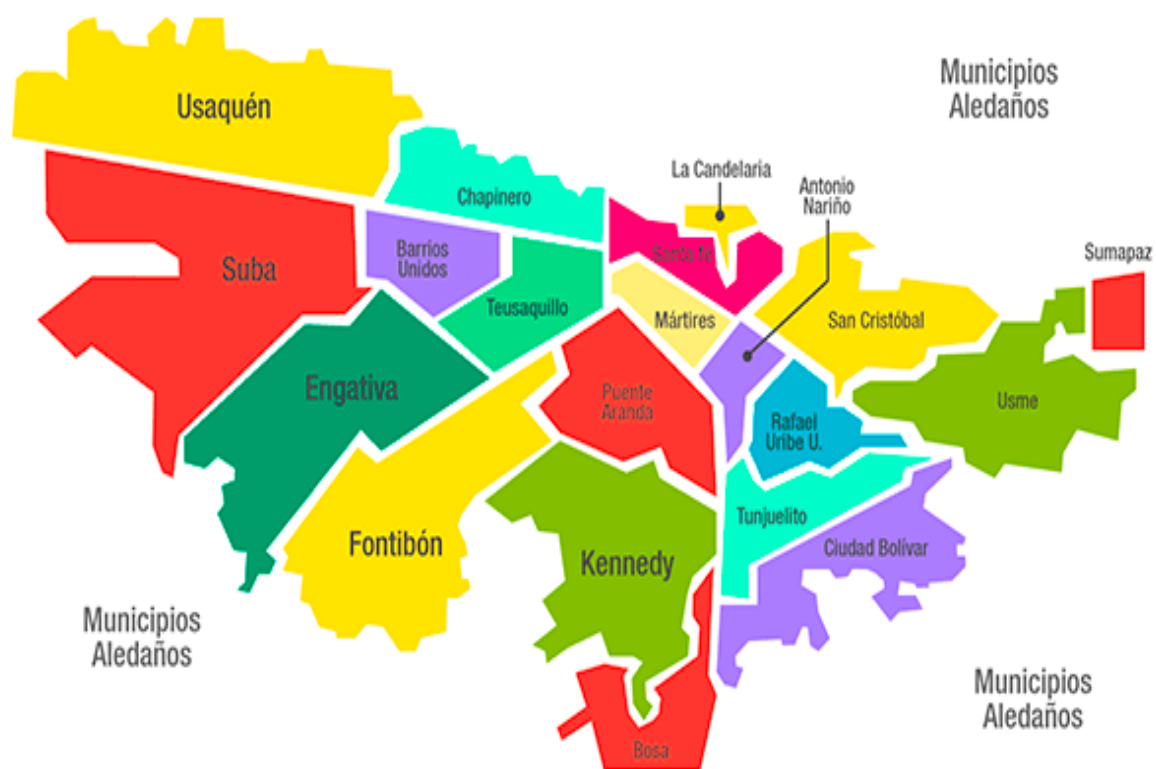 Municipios
Aledaños
Usaquén
La Candelaria
Antonio
Nariño
Chapinero
Barrios
Unidos
Santa fé
Sumapaz
Suba
Teusaquillo
Mártires
San Cristóbal
Engativa
Puente
Aranda
Usme
Rafael
Uribe U.
Tunjuelito
Fontibón
Kennedy
Ciudad Bolívar
Municipios
Aledaños
Municipios
Aledaños
Bosa